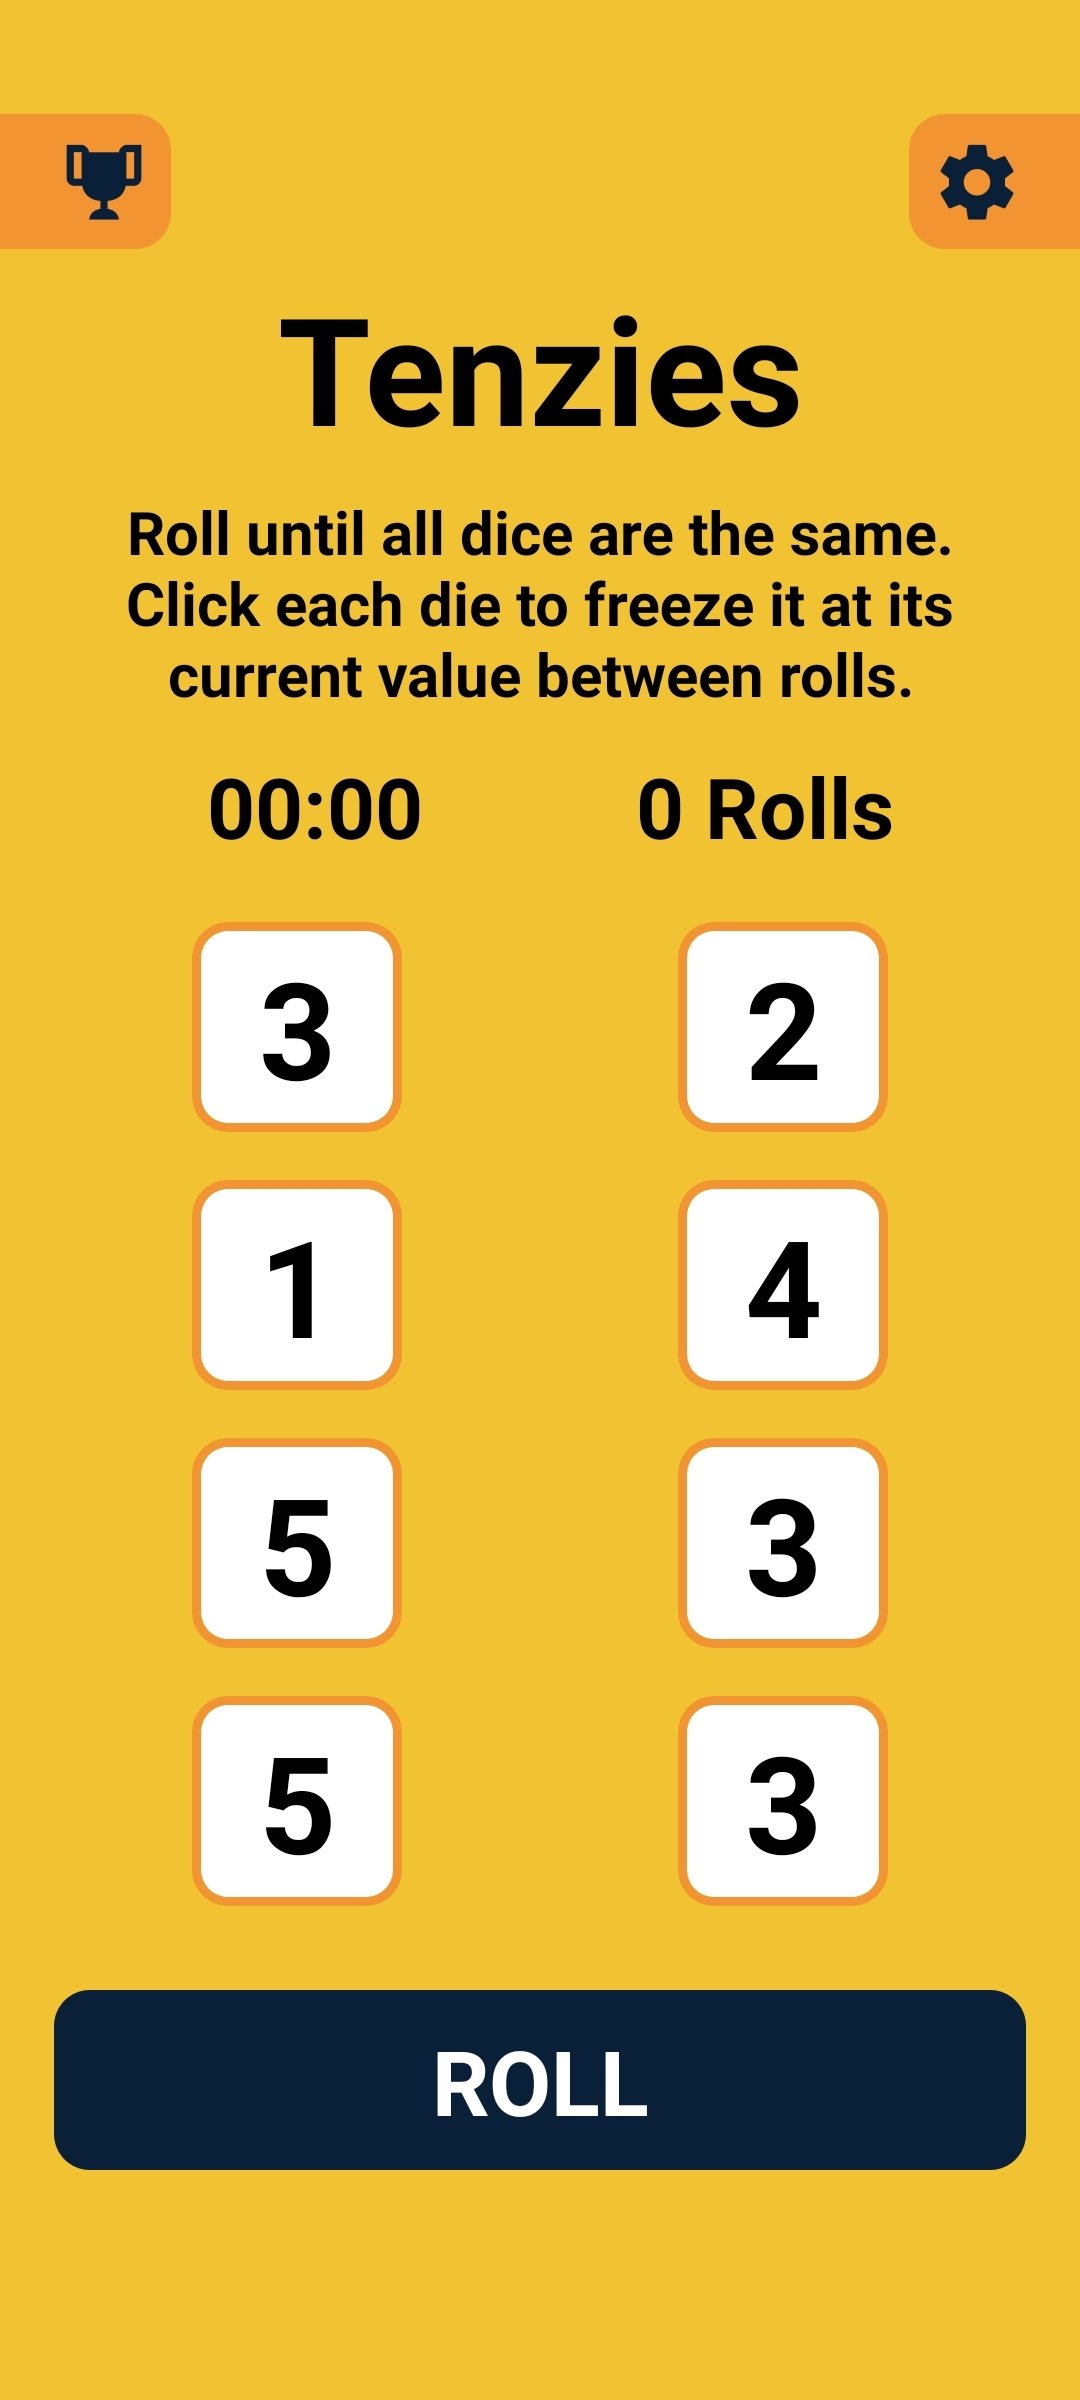 Tenzies
Roll until all dice are the same.
Click each die to freeze it at its
current value between rolls.
00:00 0 Rolls
3 2
1 4
5 3
5 3
ROLL